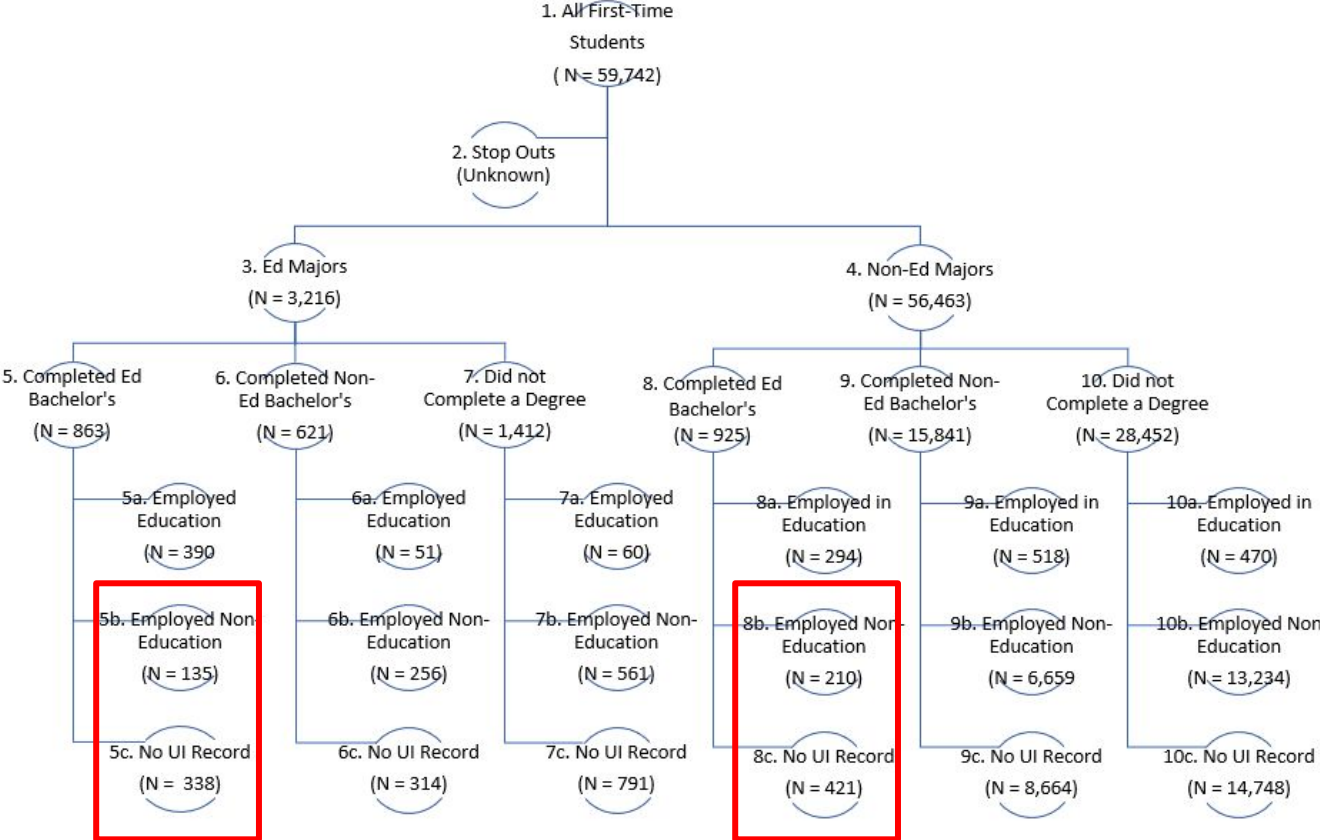 1. All First-Time
Students
( N = 59,742)
2. Stop Outs
(Unknown)
3. Ed Majors
(N = 3,216)
4. Non-Ed Majors
(N = 56,463)
5. Completed Ed
Bachelor's
(N = 863)
6. Completed Non-
Ed Bachelor's
(N = 621)
7. Did not
Complete a Degree
(N = 1,412)
8. Completed Ed
Bachelor's
(N = 925)
9. Completed Non-
Ed Bachelor's
(N = 15,841)
10. Did not
Complete a Degree
(N = 28,452)
5a. Employed
Education
(N = 390
6a. Employed
Education
(N = 51)
7a. Employed
Education
(N = 60)
8a. Employed in
Education
(N = 294)
9a. Employed in
Education
(N = 518)
10a. Employed in
Education
(N = 470)
5b. Employed Non-
Education
(N = 135)
6b. Employed Non-
Education
(N = 256)
7b. Employed Non-
Education
(N = 561)
8b. Employed Non-
Education
(N = 210)
9b. Employed Non-
Education
(N = 6,659
10b. Employed Non
Education
(N = 13,234)
5c. No UI Record
(N =  338)
6c. No UI Record
(N = 314)
7c. No UI Record
(N = 791)
8c. No UI Record
(N = 421)
9c. No UI Record
(N = 8,664)
10c. No UI Record
(N = 14,748)